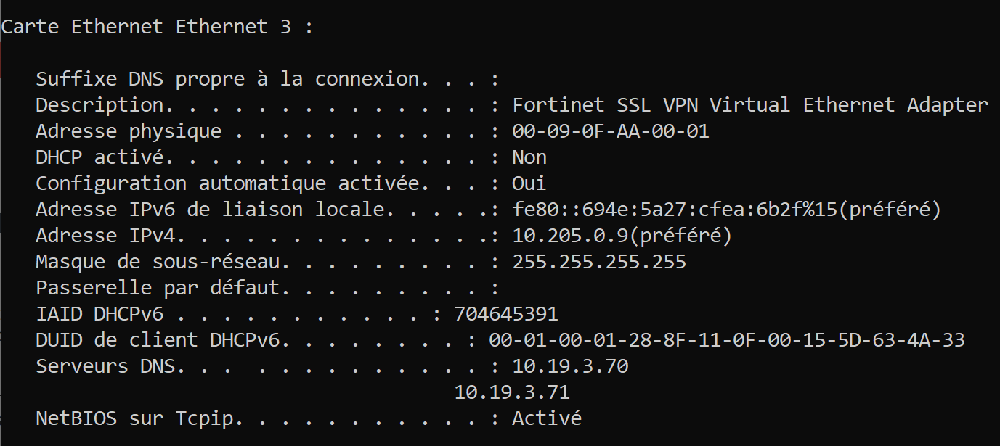 Carte Ethernet Ethernet 3 :
Suffixe DNS propre à la connexion. . . :
Description. . . . . . . . . . . . . . : Fortinet SSL VPN Virtual Ethernet Adapter
Adresse physique . . . . . . . . . . . : 00-09-0F-AA-00-01
DHCP activé. . . . . . . . . . . . . . : Non
Configuration automatique activée. . . : Oui
Adresse IPv6 de liaison locale. . . . .: fe80::694e:5a27:cfea:6b2f%15(préféré)
Adresse IPv4. . . . . . . . . . . . . .: 10.205.0.9(préféré)
Masque de sous-réseau. . . . . . . . . : 255.255.255.255
Passerelle par défaut. . . . . . . . . :
IAID DHCPv6 . . . . . . . . . . . : 704645391
DUID de client DHCPv6. . . . . . . . : 00-01-00-01-28-8F-11-0F-00-15-5D-63-4A-33
Serveurs DNS. . .  . . . . . . . . . . : 10.19.3.70
10.19.3.71
NetBIOS sur Tcpip. . . . . . . . . . . : Activé